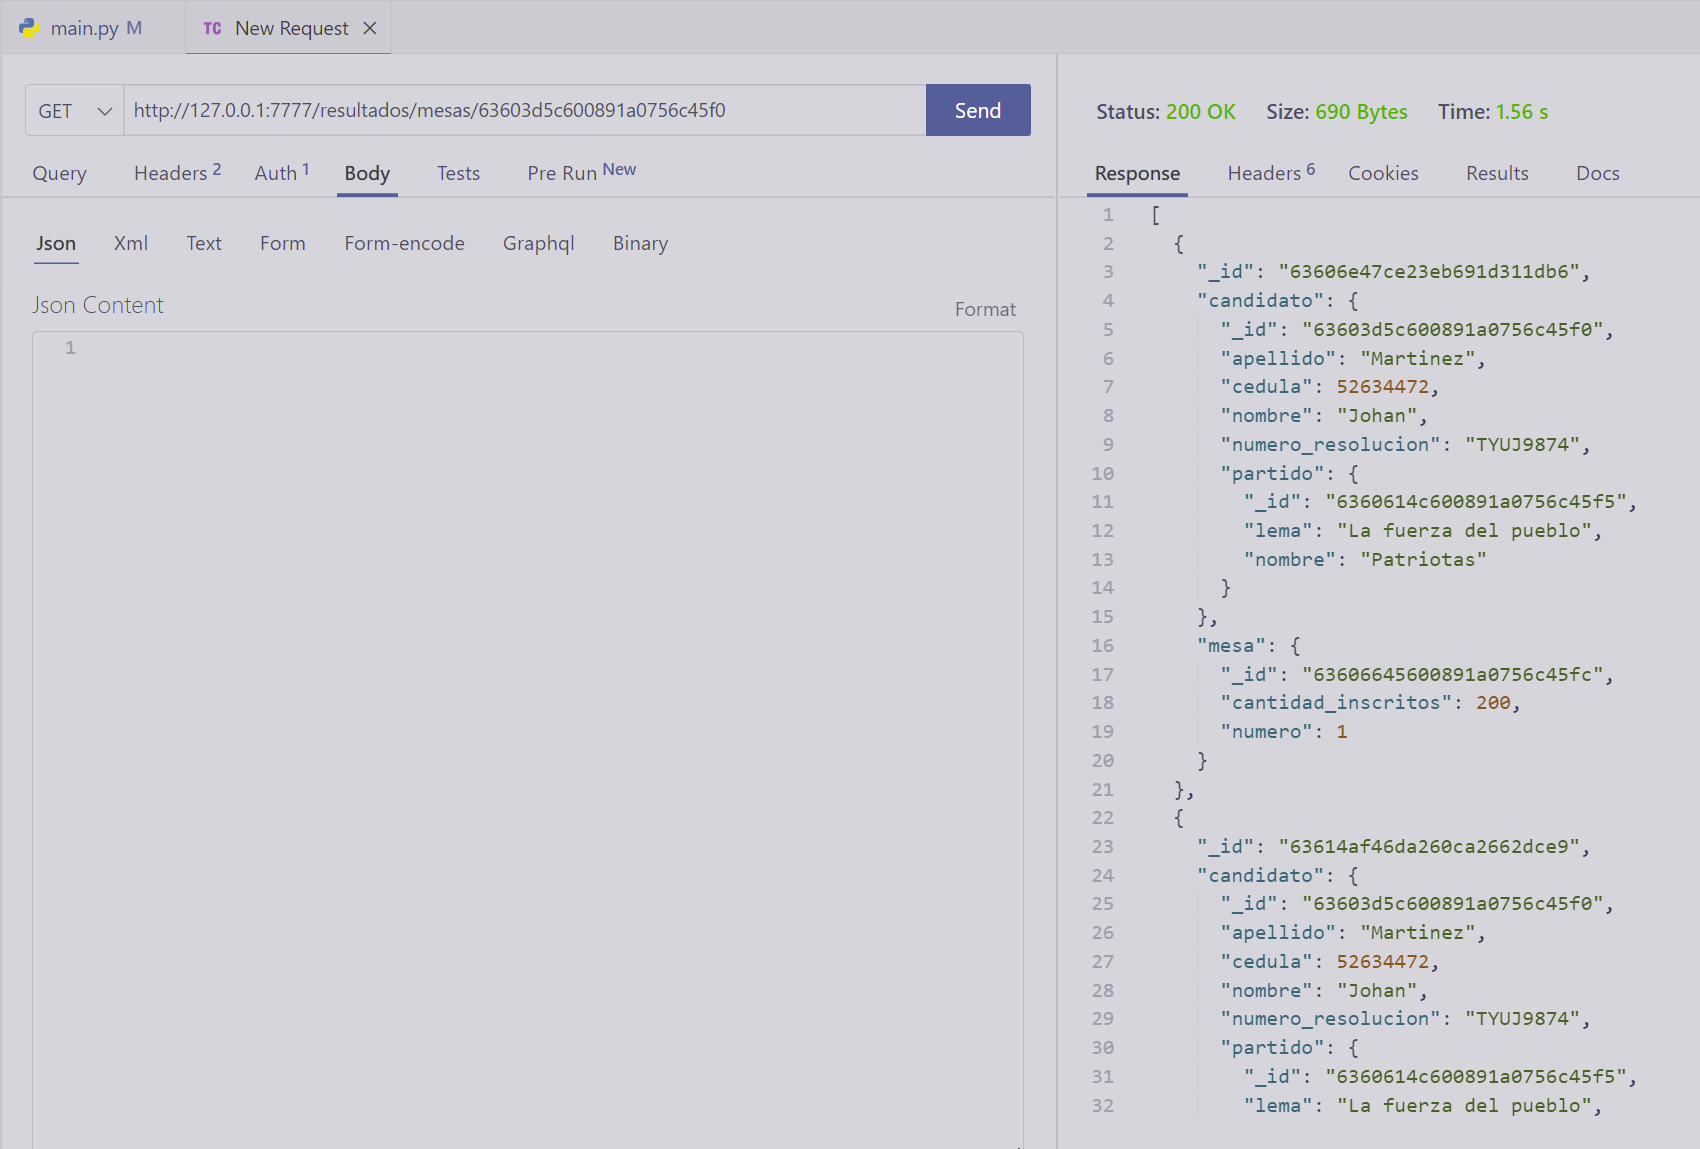 main.py M
TC New Request
GET http://127.0.0.1:7777/resultados/mesas/63603d5c600891a0756c45f0 Send
Query Headers 2 Auth 1 Body Tests Pre Run New
Json Xml Text Form Form-encode Graphql Binary
Json Content
Format
1
Status: 200 OK Size: 690 Bytes Time: 1.56 s
Response Headers 6 Cookies Results Docs
1 [
2 {
3 "_id": "63606e47ce23eb691d311db6",
4 "candidato": {
5 "_id": "63603d5c600891a0756c45f0",
6 "apellido": "Martinez",
7 "cedula": 52634472,
8 "nombre": "Johan",
9 "numero_resolucion": "TYUJ9874",
10 "partido": {
11 "_id": "6360614c600891a0756c45f5",
12 "lema": "La fuerza del pueblo",
13 "nombre": "Patriotas"
14 }
15 },
16 "mesa": {
17 "_id": "63606645600891a0756c45fc",
18 "cantidad_inscritos": 200,
19 "numero": 1
20 }
21 },
22 {
23 "_id": "63614af46da260ca2662dce9",
24 "candidato": {
25 "_id": "63603d5c600891a0756c45f0",
26 "apellido": "Martinez",
27 "cedula": 52634472,
28 "nombre": "Johan",
29 "numero_resolucion": "TYUJ9874",
30 "partido": {
31 "_id": "6360614c600891a0756c45f5",
32 "lema": "La fuerza del pueblo",